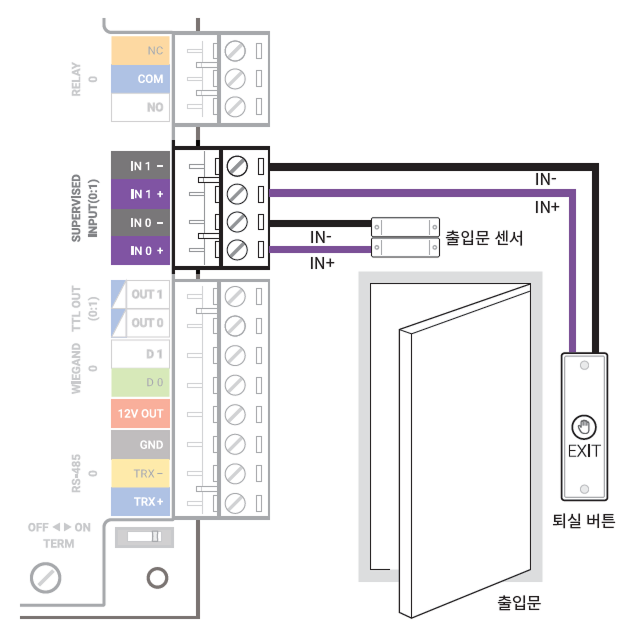 RELAY
0
NC
COM
NO
SUPERVISED
INPUT(0:1)
IN 1 −
IN 1 +
IN 0 −
IN 0 +
IN-
IN+
IN-
IN+
출입문 센서
TTL OUT
(0:1)
OUT 1
OUT 0
WIEGAND
0
D 1
D 0
12V OUT
GND
RS-485
0
TRX−
TRX+
OFF ◀ ▶ ON
TERM
EXIT
퇴실 버튼
출입문